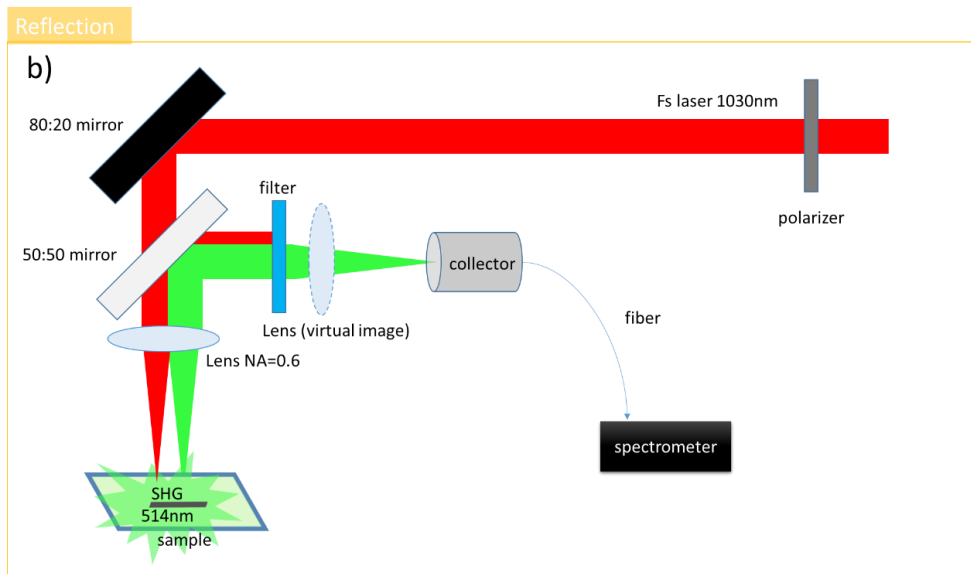 Reflection
b)
Fs laser 1030nm
80:20 mirror
filter
polarizer
50:50 mirror
collector
Lens (virtual image)
fiber
Lens NA=0.6
spectrometer
SHG
514nm
sample